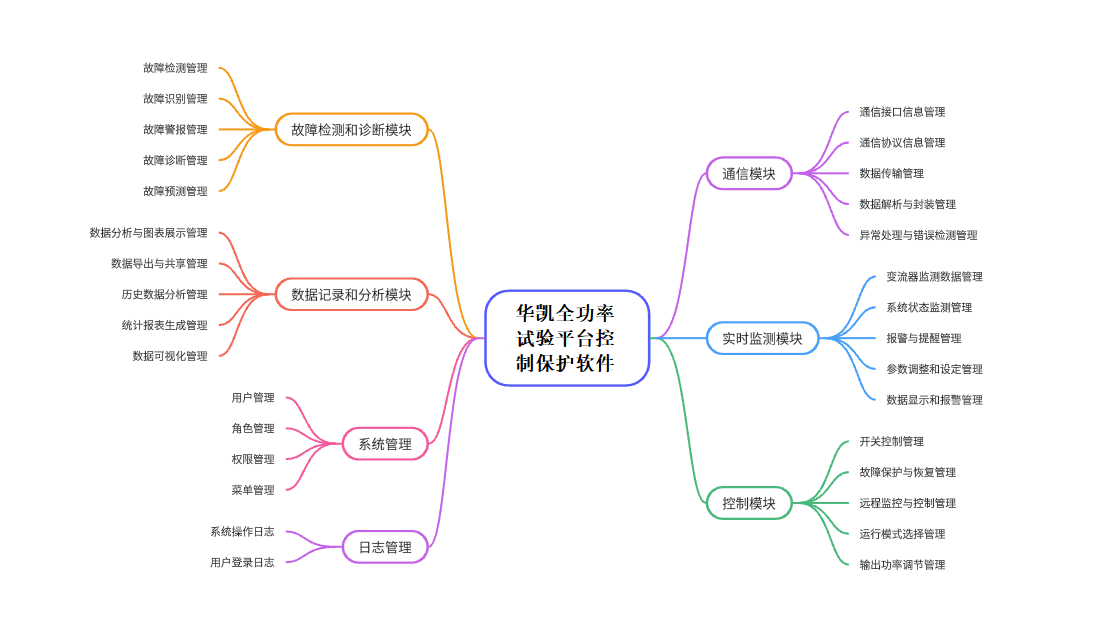 华凯全功率
试验平台控
制保护软件
通信模块
通信接口信息管理
通信协议信息管理
数据传输管理
数据解析与封装管理
异常处理与错误检测管理
实时监测模块
变流器监测数据管理
系统状态监测管理
报警与提醒管理
参数调整和设定管理
数据显示和报警管理
控制模块
开关控制管理
故障保护与恢复管理
远程监控与控制管理
运行模式选择管理
输出功率调节管理
故障检测和诊断模块
故障检测管理
故障识别管理
故障警报管理
故障诊断管理
故障预测管理
数据记录和分析模块
数据分析与图表展示管理
数据导出与共享管理
历史数据分析管理
统计报表生成管理
数据可视化管理
系统管理
用户管理
角色管理
权限管理
菜单管理
日志管理
系统操作日志
用户登录日志